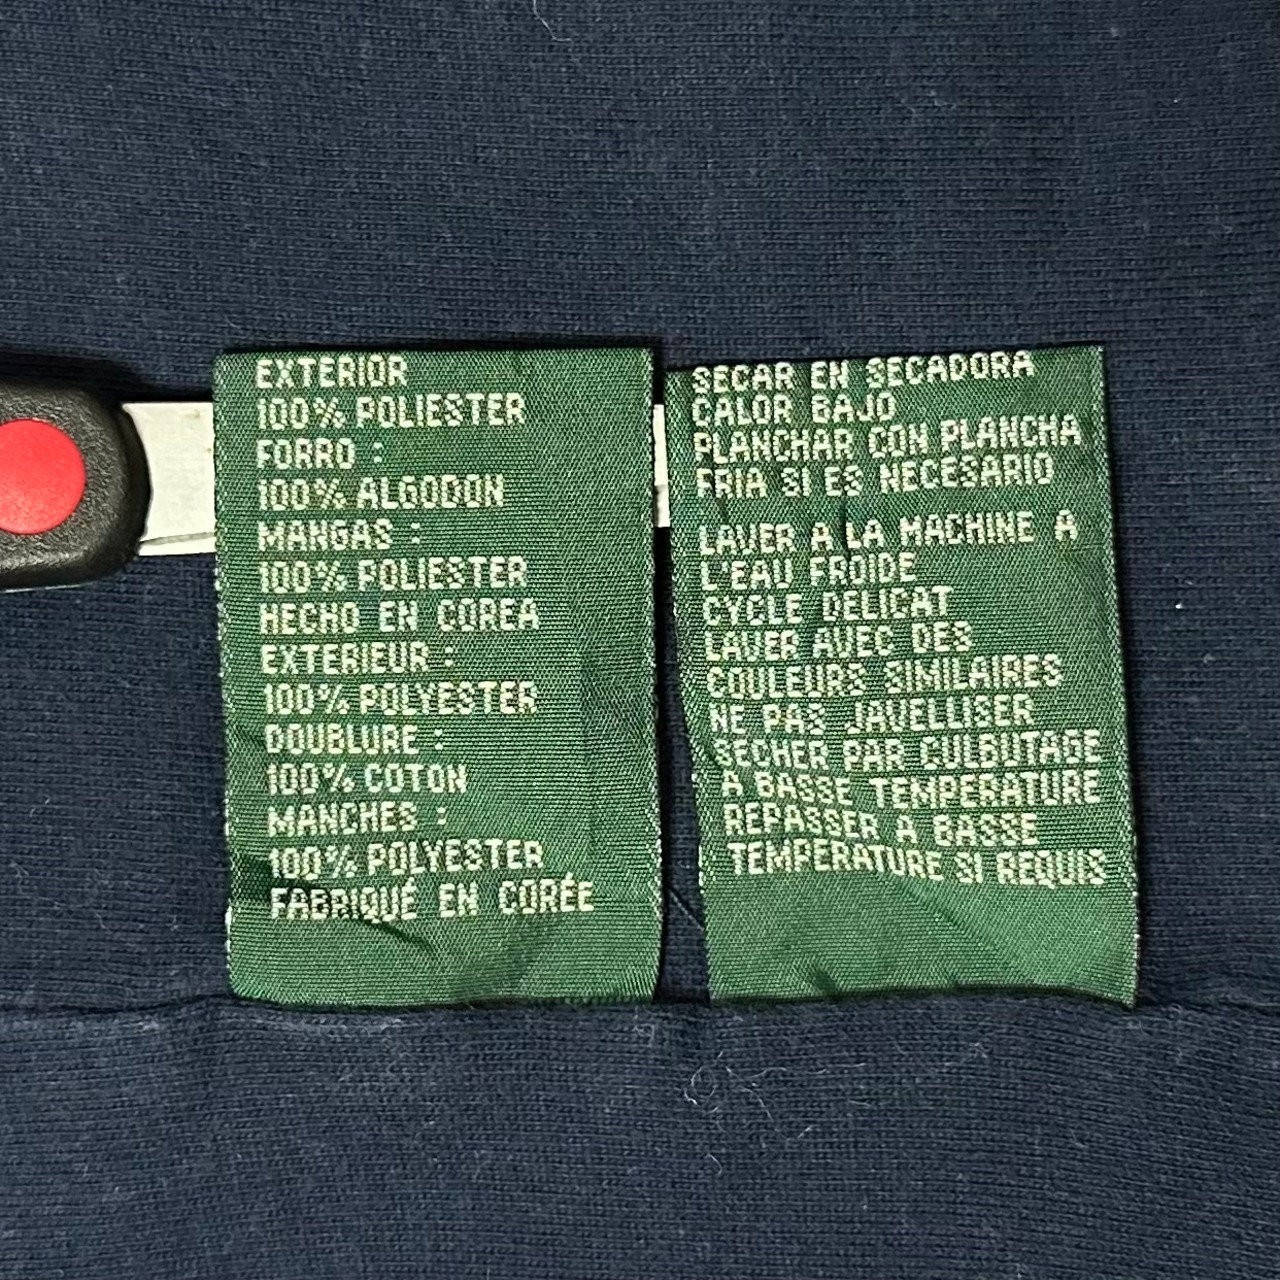 EXTERIOR
100% POLIESTER
FORRO :
100% ALGODON
MANGAS :
100% POLIESTER
HECHO EN COREA
EXTERIEUR :
100% POLYESTER
DOUBLURE :
100% COTON
MANCHES :
100% POLYESTER
FABRIQUÉ EN CORÉE
SECAR EN SECADORA
CALOR BAJO
PLANCHAR CON PLANCHA
FRIA SI ES NECESARIO
LAVER A LA MACHINE A
L'EAU FROIDE
CYCLE DELICAT
LAVER AVEC DES
COULEURS SIMILAIRES
NE PAS JAVELLISER
SECHER PAR CULBUTAGE
A BASSE TEMPERATURE
REPASSER A BASSE
TEMPERATURE SI REQUIS